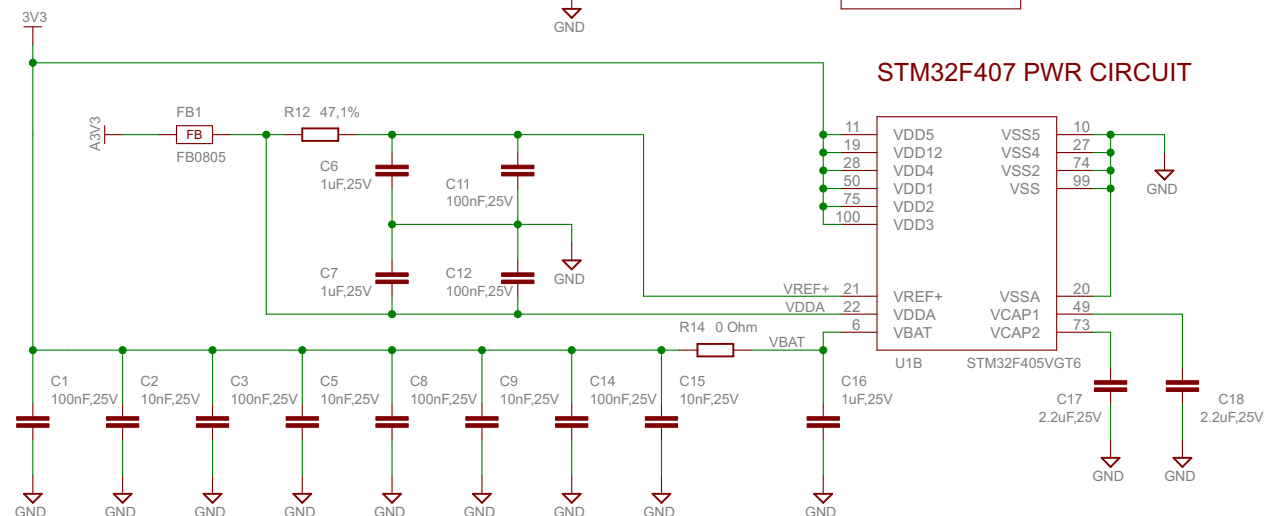 3V3
GND
STM32F407 PWR CIRCUIT
A3V3
FB1
FB
FB0805
R12 47,1%
C6
1uF,25V
C11
100nF,25V
C7
1uF,25V
C12
100nF,25V
GND
11 VDD5 VSS5 10
19 VDD12 VSS4 27
28 VDD4 VSS2 74
50 VDD1 VSS 99
75 VDD2
100 VDD3
GND
VREF+ 21 VREF+ VSSA 20
VDDA 22 VDDA VCAP1 49
6 VBAT VCAP2 73
R14 0 Ohm
VBAT
U1B STM32F405VGT6
C1
100nF,25V
C2
10nF,25V
C3
100nF,25V
C5
10nF,25V
C8
100nF,25V
C9
10nF,25V
C14
100nF,25V
C15
10nF,25V
C16
1uF,25V
C17
2.2uF,25V
C18
2.2uF,25V
GND GND
GND GND GND GND GND GND GND GND GND